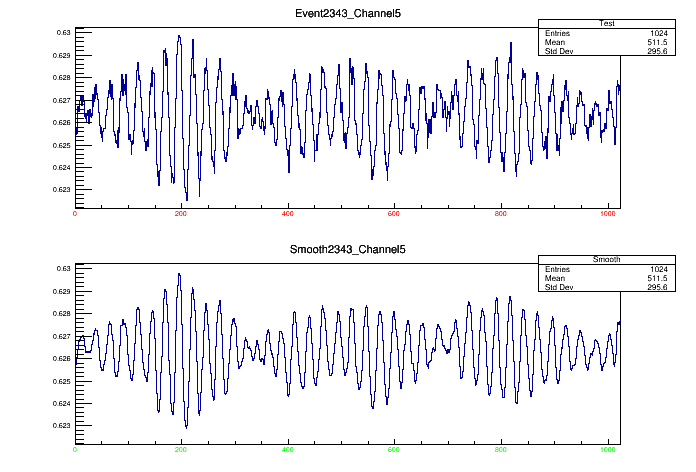 Event2343_Channel5
Test
Entries 1024
Mean 511.5
Std Dev 295.6
0.63
0.629
0.628
0.627
0.626
0.625
0.624
0.623
0 200 400 600 800 1000
Smooth2343_Channel5
Smooth
Entries 1024
Mean 511.5
Std Dev 295.6
0.63
0.629
0.628
0.627
0.626
0.625
0.624
0.623
0 200 400 600 800 1000